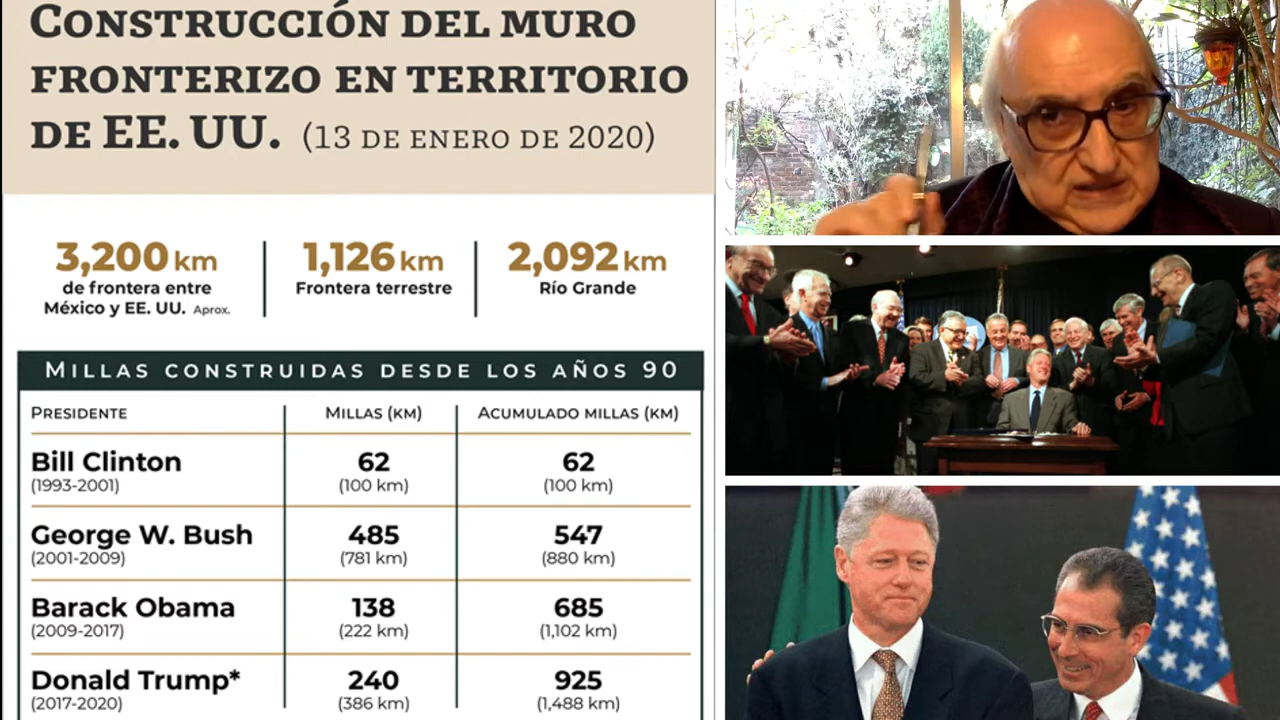 CONSTRUCCIÓN DEL MURO
FRONTERIZO EN TERRITORIO
DE EE. UU. (13 DE ENERO DE 2020)
3,200 km
de frontera entre
México y EE. UU. Aprox.
1,126 km
Frontera terrestre
2,092 km
Río Grande
MILLAS CONSTRUIDAS DESDE LOS AÑOS 90
PRESIDENTE MILLAS (KM) ACUMULADO MILLAS (KM)
Bill Clinton 62 62
(1993-2001) (100 km) (100 km)
George W. Bush 485 547
(2001-2009) (781 km) (880 km)
Barack Obama 138 685
(2009-2017) (222 km) (1,102 km)
Donald Trump* 240 925
(2017-2020) (386 km) (1,488 km)